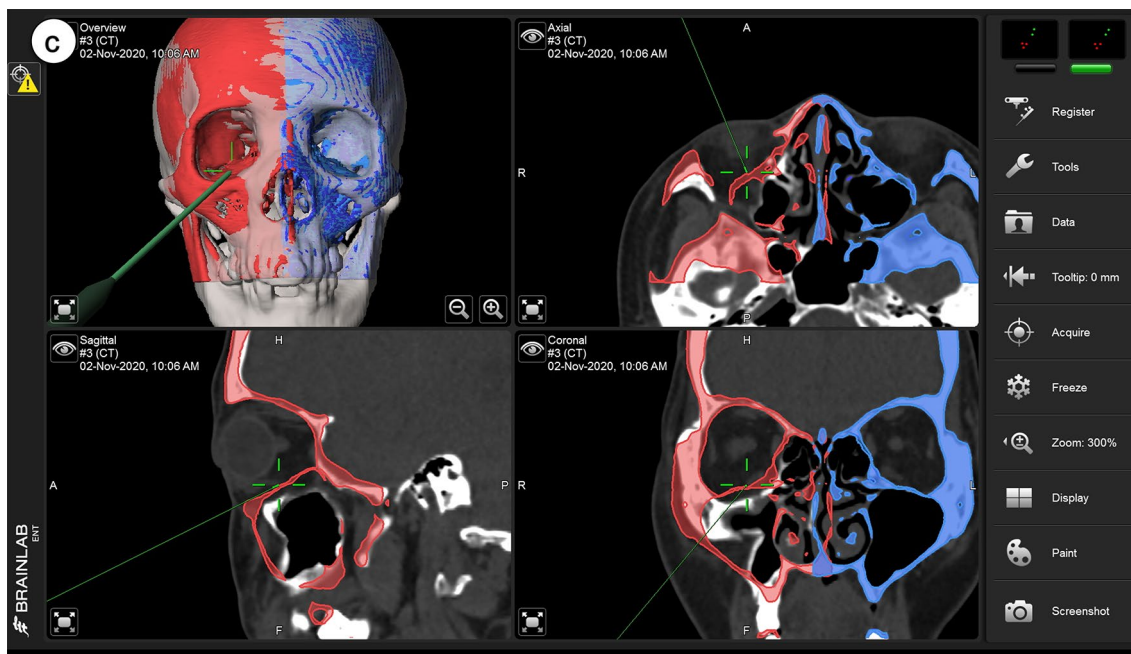 C
Overview
#3 (CT)
02-Nov-2020, 10:06 AM
Axial
#3 (CT)
02-Nov-2020, 10:06 AM
A
R
L
P
Sagittal
#3 (CT)
02-Nov-2020, 10:06 AM
H
A
P
F
Coronal
#3 (CT)
02-Nov-2020, 10:06 AM
H
R
L
F
Register
Tools
Data
Tooltip: 0 mm
Acquire
Freeze
Zoom: 300%
Display
Paint
Screenshot
BRAINLAB
ENT